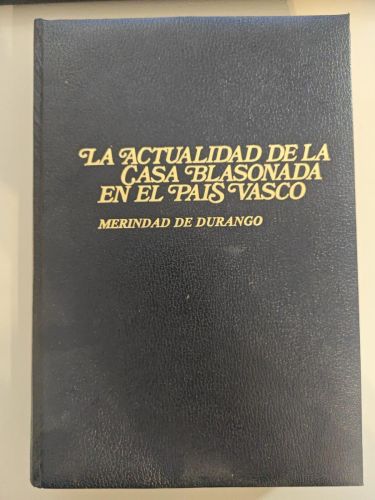 LA ACTUALIDAD DE LA
CASA BLASONADA
EN EL PAIS VASCO
MERINDAD DE DURANGO